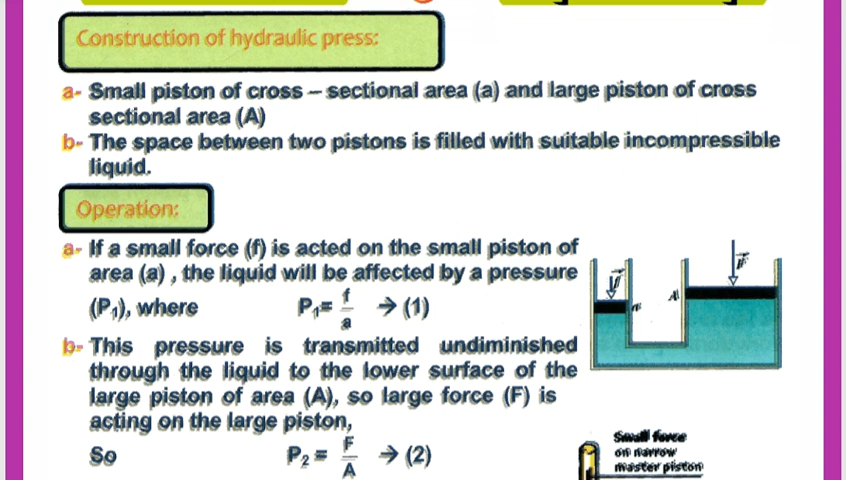 Construction of hydraulic press:
a- Small piston of cross – sectional area (a) and large piston of cross
sectional area (A)
b- The space between two pistons is filled with suitable incompressible
liquid.
Operation:
a- If a small force (f) is acted on the small piston of
area (a) , the liquid will be affected by a pressure
(P₁), where P₁= f/a → (1)
b- This pressure is transmitted undiminished
through the liquid to the lower surface of the
large piston of area (A), so large force (F) is
acting on the large piston,
So P₂ = F/A → (2)
f
F
a
A
Small force
on narrow
master piston